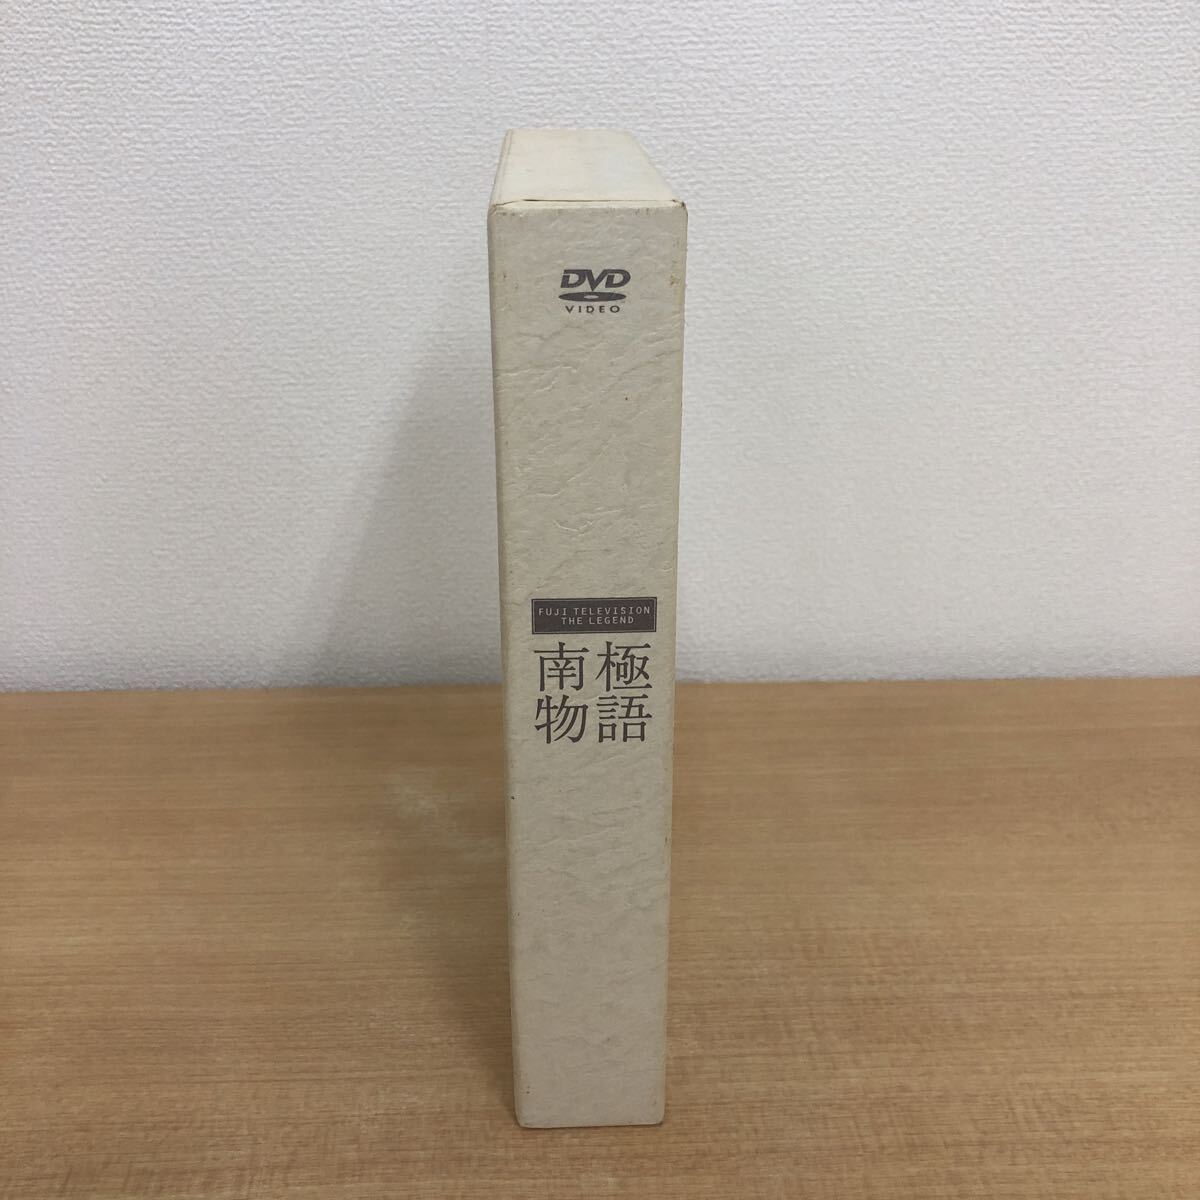 DVD
VIDEO
FUJI TELEVISION
THE LEGEND
南極
物語